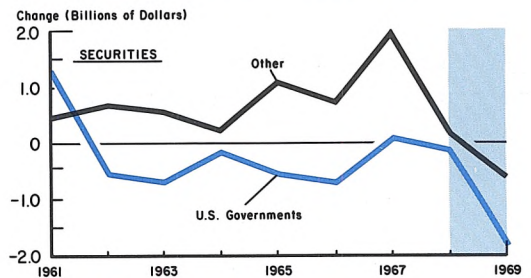 Change (Billions of Dollars)
2.0
SECURITIES
Other
1.0
0
-1.0
U.S. Governments
-2.0
1961
1963
1965
1967
1969